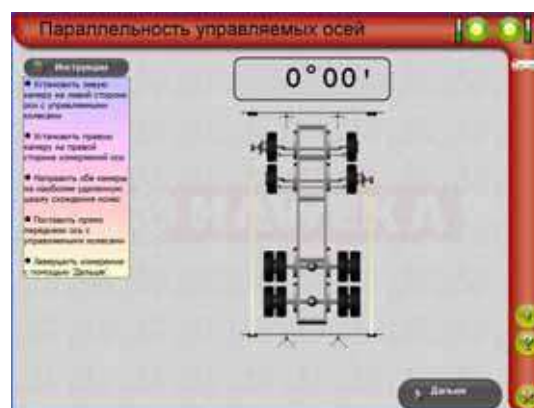 Параллельность управляемых осей
Инструкции
0°00'
Установить левую
камеру на левой стороне
оси с управляемыми
колесами
Установить правую
камеру на правой
стороне измеряемой оси
Направить обе камеры
на наиболее удаленную
шкалу схождения колес
Поставить прямо
переднюю ось с
управляемыми колесами
Завершить измерение
с помощью 'Дальше'
Дальше